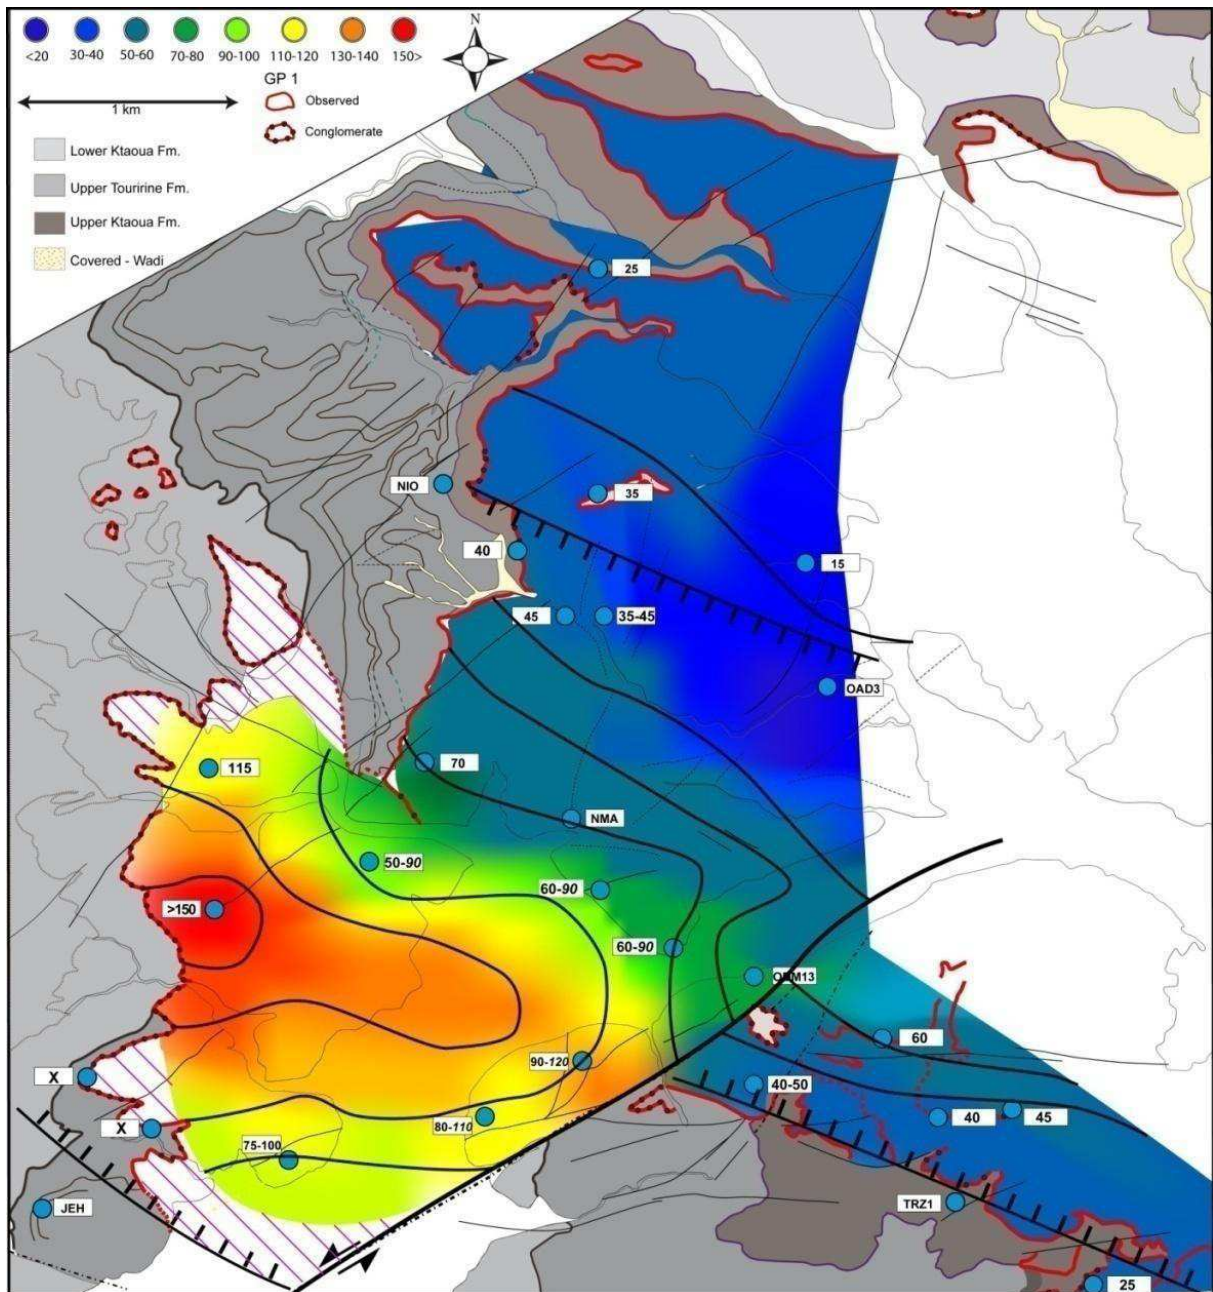 N
<20 30-40 50-60 70-80 90-100 110-120 130-140 150>
GP 1
Observed
1 km
Conglomerate
Lower Ktaoua Fm.
Upper Touririne Fm.
Upper Ktaoua Fm.
Covered - Wadi
25
NIO
35
40
15
45
35-45
OAD3
115
70
NMA
50-90
60-90
>150
60-90
60
90-120
X
40-50
80-110
40
45
X
75-100
TRZ1
JEH
25